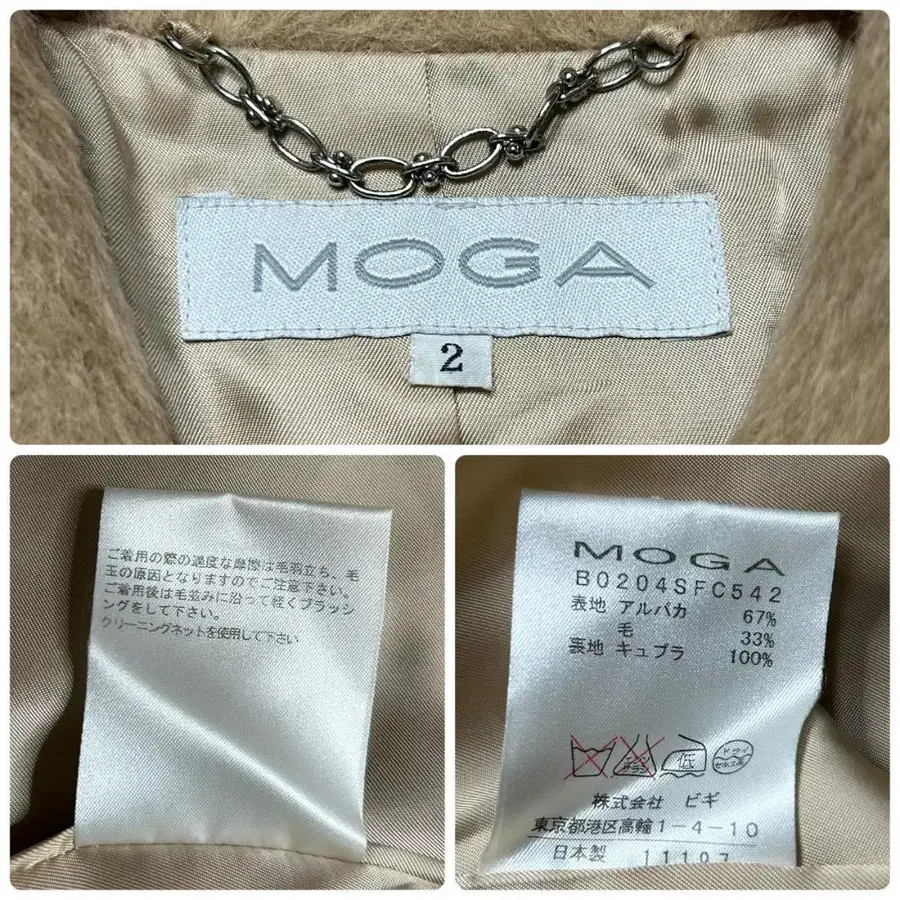 MOGA
2
ご着用の際の過度な摩擦は毛羽立ち、毛
玉の原因となりますのでご注意下さい。
ご着用後は毛並みに沿って軽くブラッシ
ングをして下さい。
クリーニングネットを使用して下さい
MOGA
B0204SFC542
表地 アルパカ 67%
毛 33%
裏地 キュプラ 100%
低
ドライ
株式会社 ビギ
東京都港区高輪1-4-10
日本製